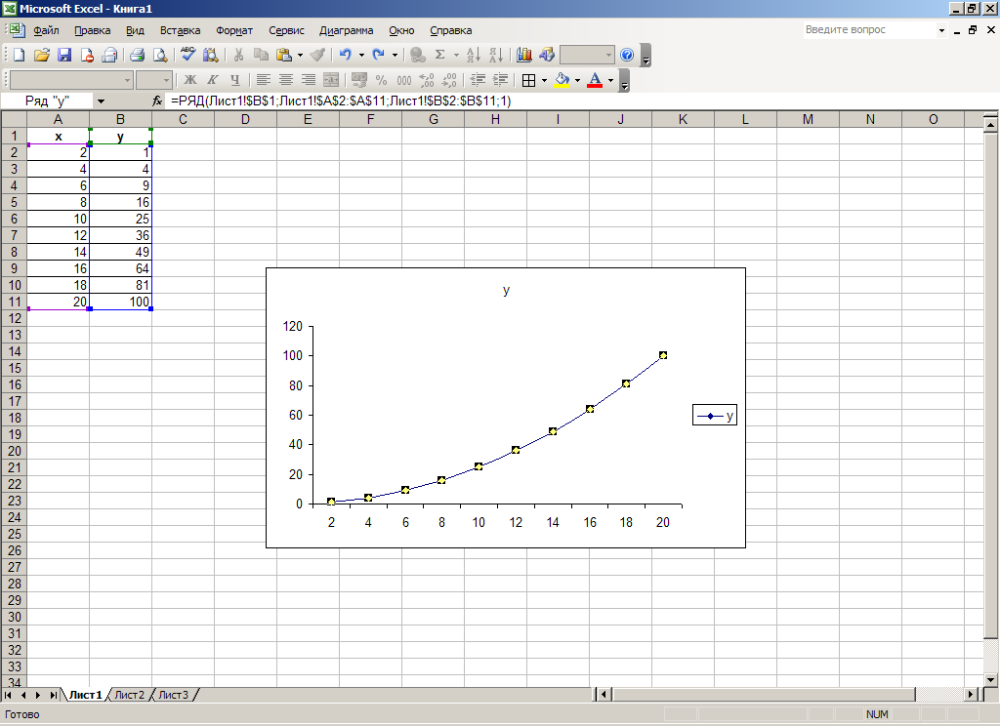 Microsoft Excel - Книга1
Файл Правка Вид Вставка Формат Сервис Диаграмма Окно Справка Введите вопрос
ABC Σ А Я Я А ?
Ж К Ч % 000 ,00 ,00 А
Ряд "y" fx =РЯД(Лист1!$B$1;Лист1!$A$2:$A$11;Лист1!$B$2:$B$11;1)
A B C D E F G H I J K L M N O
1 x y
2 2 1
3 4 4
4 6 9
5 8 16
6 10 25
7 12 36
8 14 49
9 16 64
10 18 81
11 20 100
12
13
14
15
16
17
18
19
20
21
22
23
24
25
26
27
28
29
30
31
32
33
34
y
120
100
80
60
40
20
0
2 4 6 8 10 12 14 16 18 20
y
Лист1 Лист2 Лист3
Готово NUM